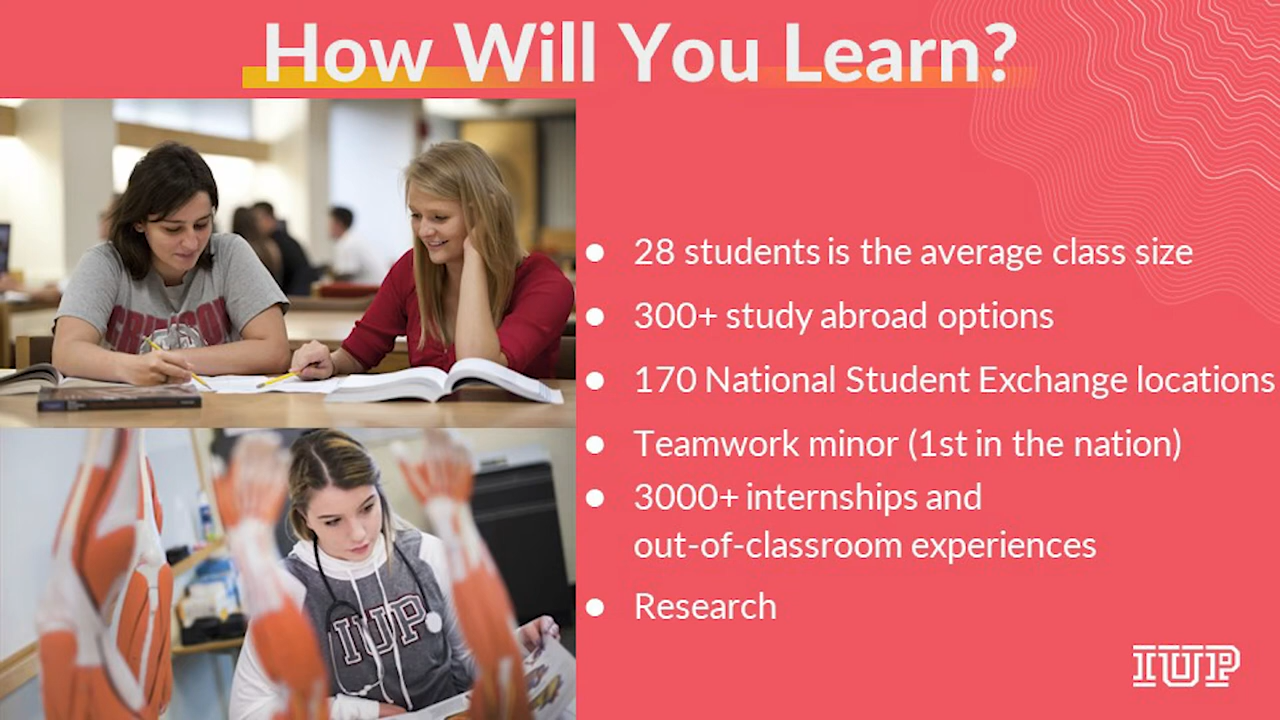 How Will You Learn?
28 students is the average class size
300+ study abroad options
170 National Student Exchange locations
Teamwork minor (1st in the nation)
3000+ internships and
out-of-classroom experiences
Research
IUP
IUP